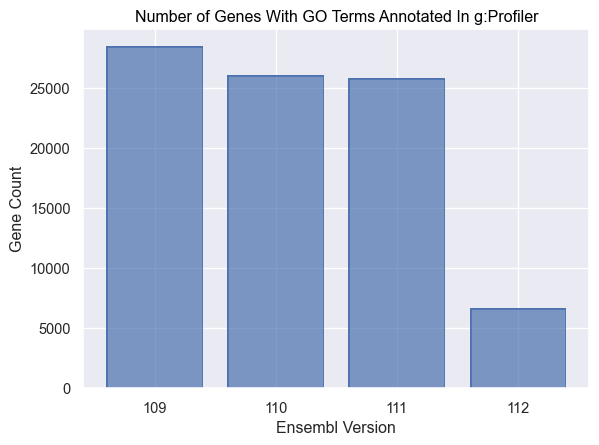 Number of Genes With GO Terms Annotated In g:Profiler
Gene Count
25000
20000
15000
10000
5000
0
109 110 111 112
Ensembl Version